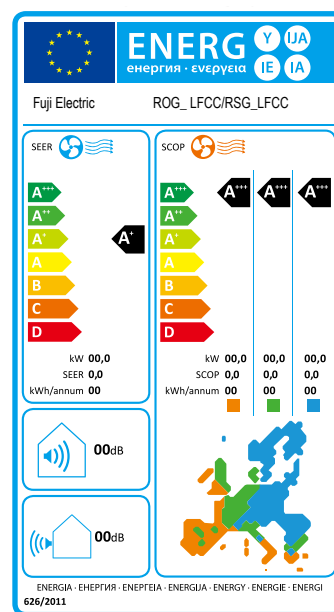 ENERG Y IJA
енергия · ενεργεια IE IA
Fuji Electric ROG_ LFCC/RSG_LFCC
SEER SCOP
A+++ A+++ A+++ A+++ A+++
A++ A++
A+ A+ A+
A A
B B
C C
D D
kW 00,0 kW 00,0 00,0 00,0
SEER 0,0 SCOP 0,0 0,0 0,0
kWh/annum 00 kWh/annum 00 00 00
00dB
00dB
ENERGIA · ЕНЕРГИЯ · ΕΝΕΡΓΕΙΑ · ENERGIJA · ENERGY · ENERGIE · ENERGI
626/2011